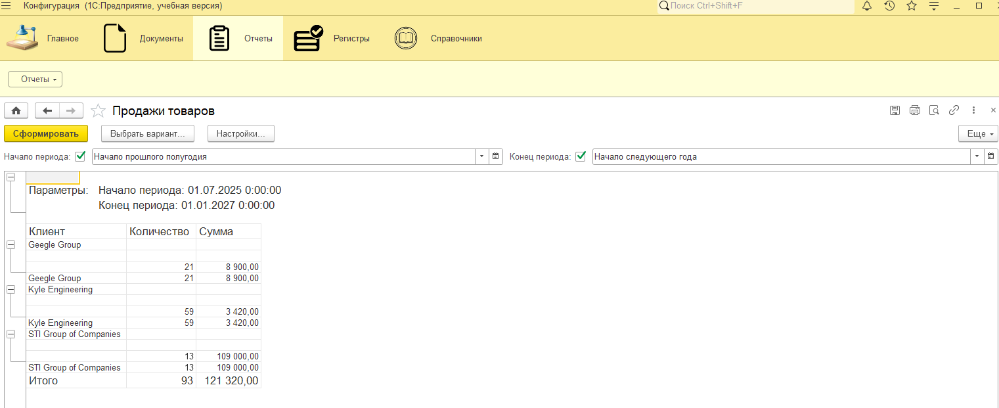 Конфигурация (1С:Предприятие, учебная версия)
Поиск Ctrl+Shift+F
Главное
Документы
Отчеты
Регистры
Справочники
Отчеты
Продажи товаров
Сформировать
Выбрать вариант...
Настройки...
Еще
Начало периода: Начало прошлого полугодия
Конец периода: Начало следующего года
Параметры: Начало периода: 01.07.2025 0:00:00
Конец периода: 01.01.2027 0:00:00
Клиент Количество Сумма
Geegle Group
21 8 900,00
Geegle Group 21 8 900,00
Kyle Engineering
59 3 420,00
Kyle Engineering 59 3 420,00
STI Group of Companies
13 109 000,00
STI Group of Companies 13 109 000,00
Итого 93 121 320,00